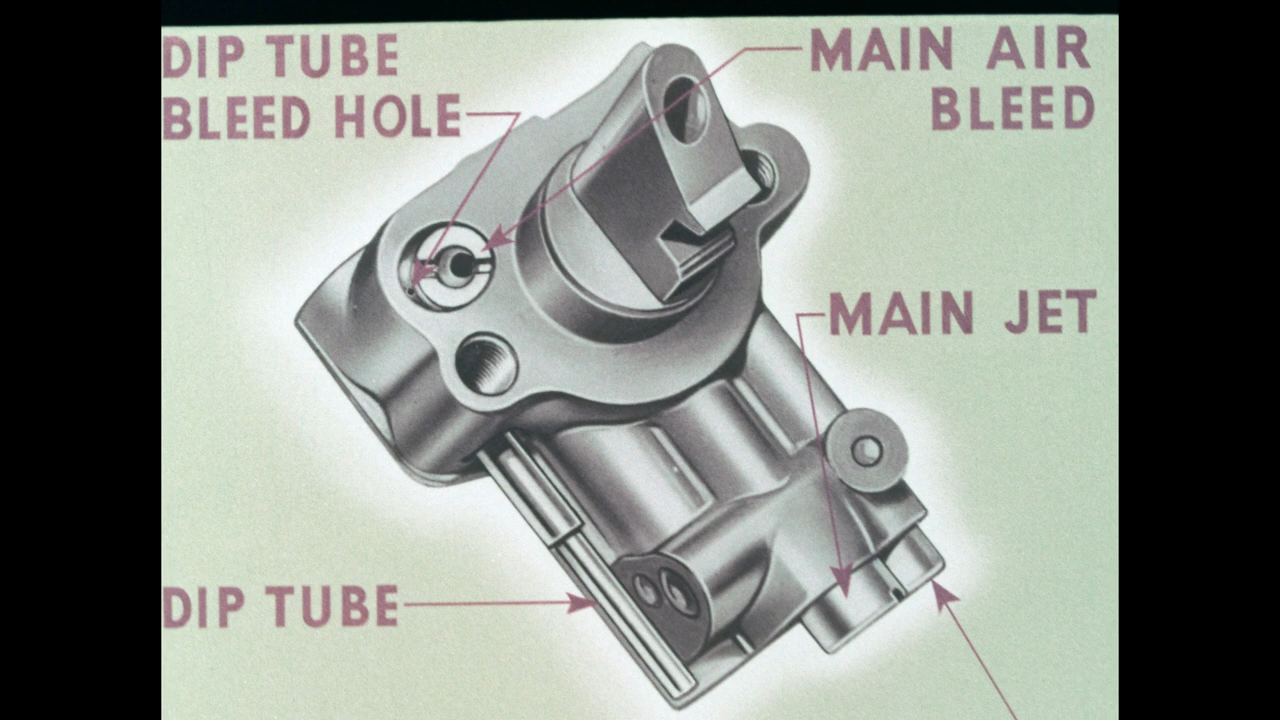 DIP TUBE
BLEED HOLE
MAIN AIR
BLEED
MAIN JET
DIP TUBE